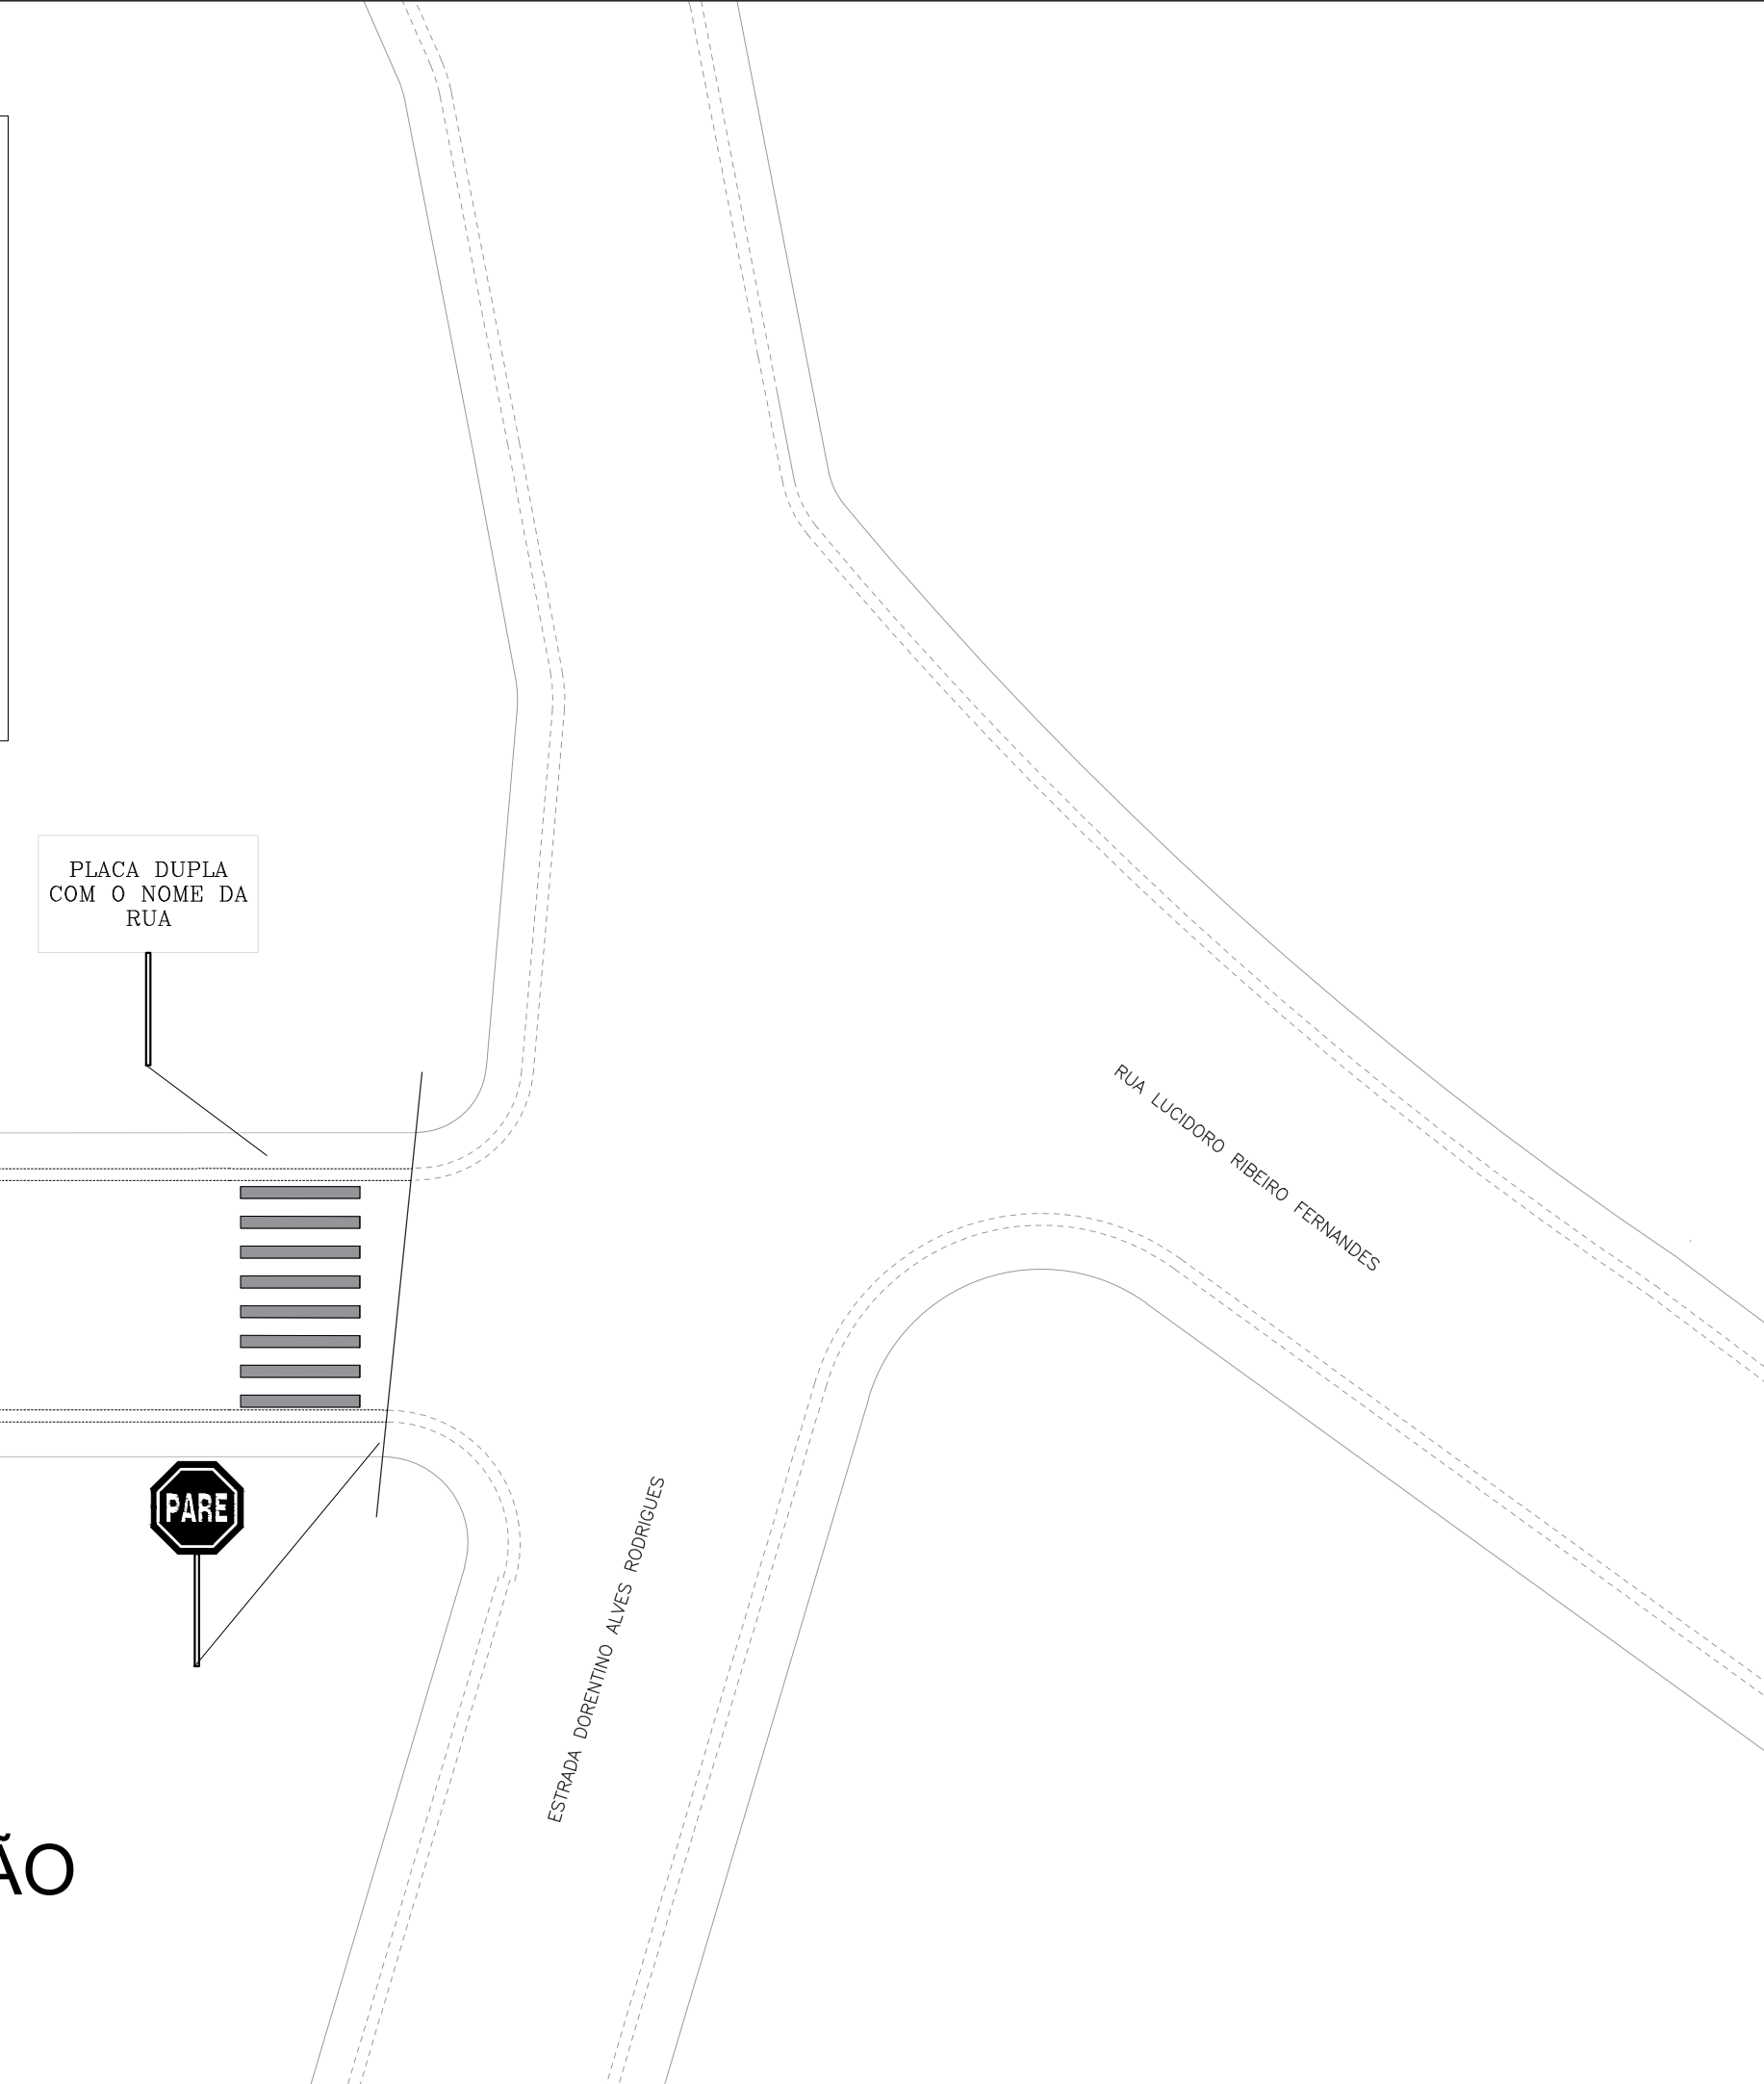 PLACA DUPLA
COM O NOME DA
RUA
RUA LUCIDORO RIBEIRO FERNANDES
PARE
ESTRADA DORENTINO ALVES RODRIGUES
ÃO